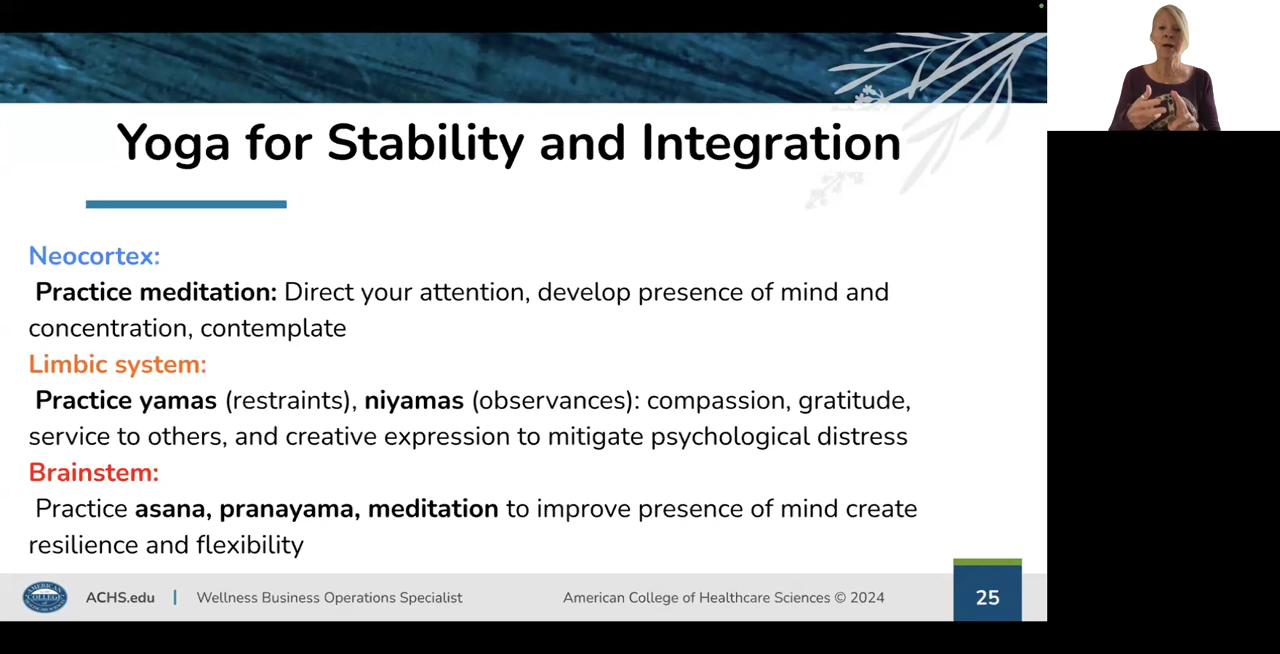 Yoga for Stability and Integration
Neocortex:
Practice meditation: Direct your attention, develop presence of mind and
concentration, contemplate
Limbic system:
Practice yamas (restraints), niyamas (observances): compassion, gratitude,
service to others, and creative expression to mitigate psychological distress
Brainstem:
Practice asana, pranayama, meditation to improve presence of mind create
resilience and flexibility
ACHS.edu | Wellness Business Operations Specialist American College of Healthcare Sciences © 2024 25